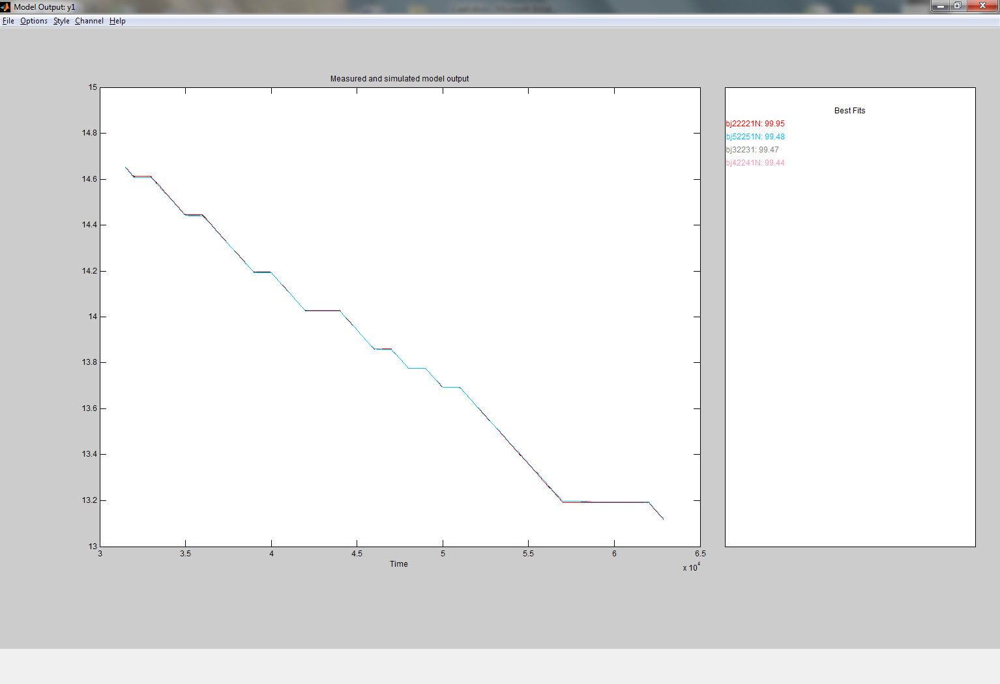 Model Output: y1
File Options Style Channel Help
Measured and simulated model output
15
14.8
14.6
14.4
14.2
14
13.8
13.6
13.4
13.2
13
3 3.5 4 4.5 5 5.5 6 6.5
Time
x 10^4
Best Fits
bj22221N: 99.95
bj52251N: 99.48
bj32231: 99.47
bj42241N: 99.44